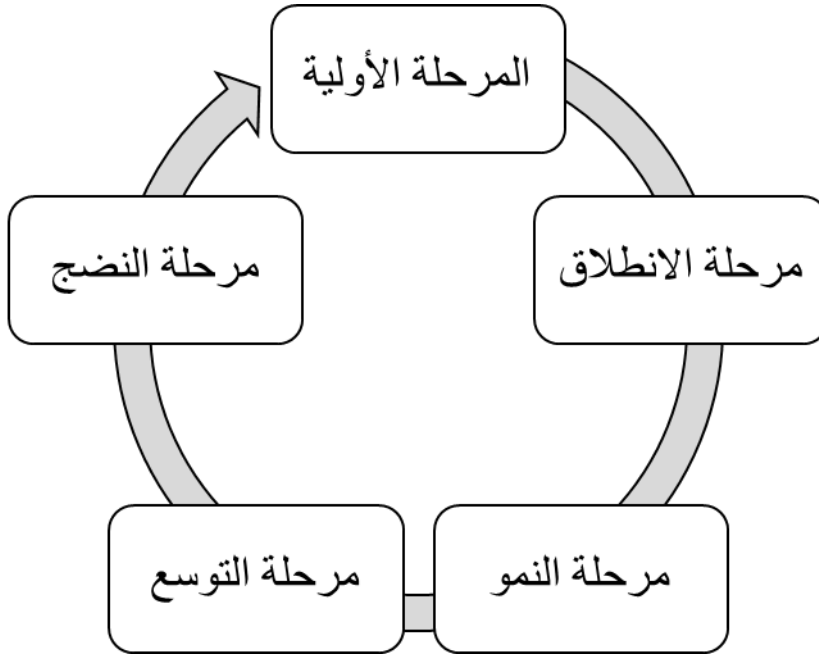 المرحلة الأولية
مرحلة الانطلاق
مرحلة النمو
مرحلة التوسع
مرحلة النضج